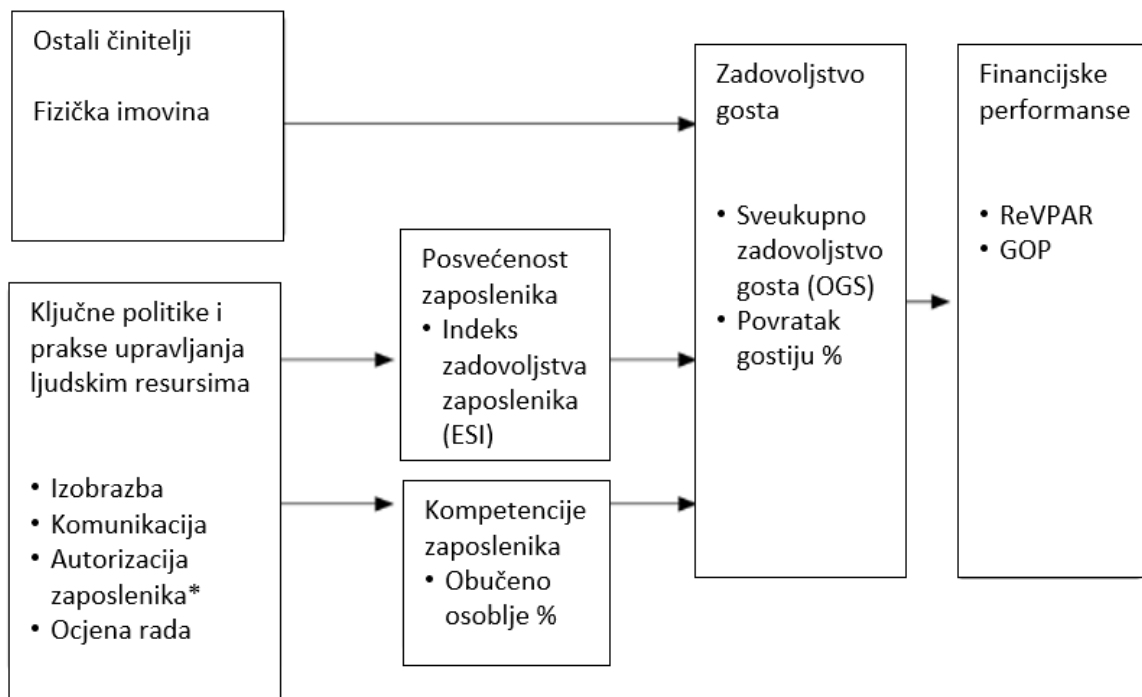 Ostali činitelji
Fizička imovina
Ključne politike i
prakse upravljanja
ljudskim resursima
• Izobrazba
• Komunikacija
• Autorizacija
zaposlenika*
• Ocjena rada
Posvećenost
zaposlenika
• Indeks
zadovoljstva
zaposlenika
(ESI)
Kompetencije
zaposlenika
• Obučeno
osoblje %
Zadovoljstvo
gosta
• Sveukupno
zadovoljstvo
gosta (OGS)
• Povratak
gostiju %
Financijske
performanse
• ReVPAR
• GOP